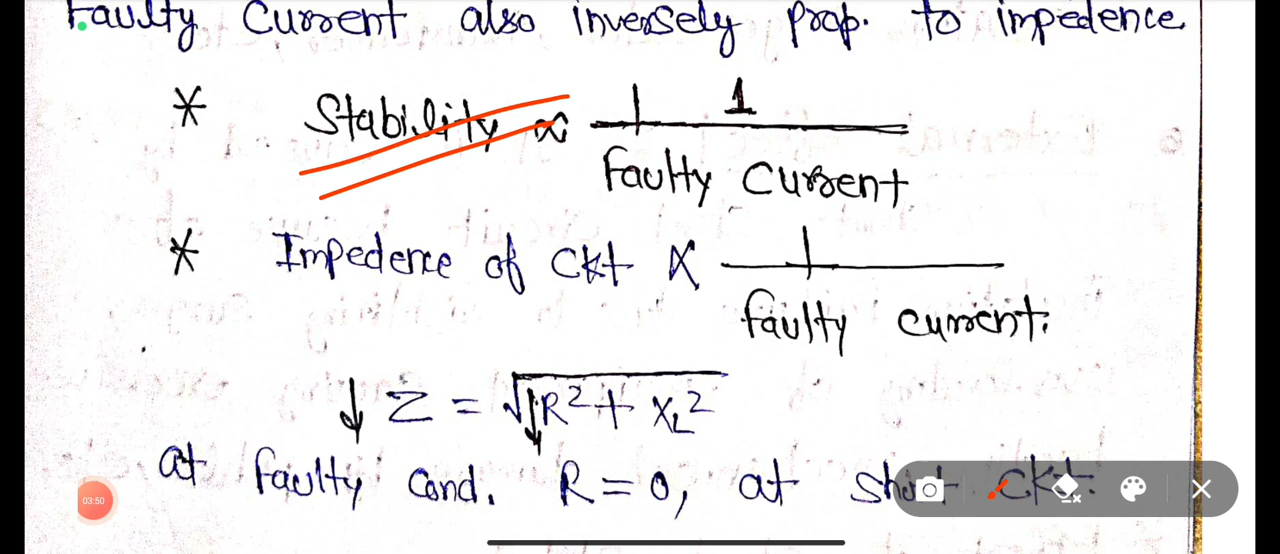 Faulty Current also inversely prop. to impedence
* Stability ∝ 1
Faulty Current
* Impedence of Ckt ∝ 1
faulty current.
↓ Z = √↓R² + X_L²
at faulty cond. R = 0, at short ckt.
03:50